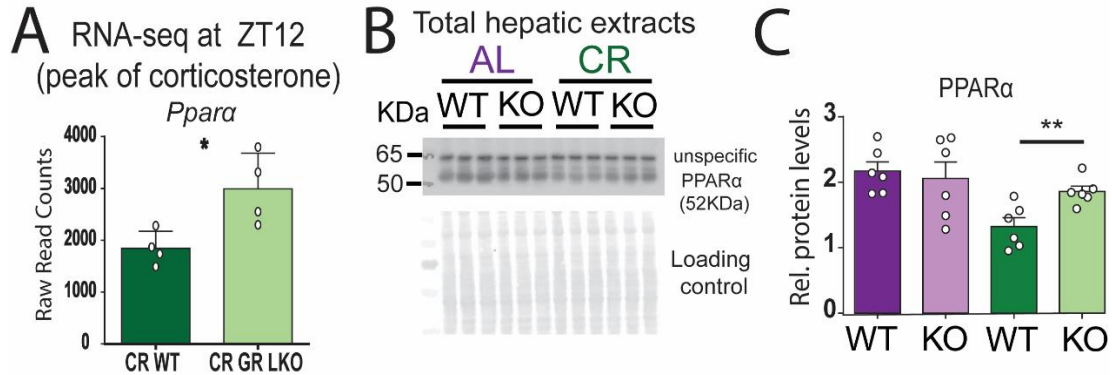 A
RNA-seq at ZT12
(peak of corticosterone)
Pparα
*
Raw Read Counts
4000
3000
2000
1000
0
CR WT
CR GR LKO
B
Total hepatic extracts
AL
CR
WT KO WT KO
KDa
65
50
unspecific
PPARα
(52KDa)
Loading
control
C
PPARα
**
Rel. protein levels
3
2
1
0
WT
KO
WT
KO